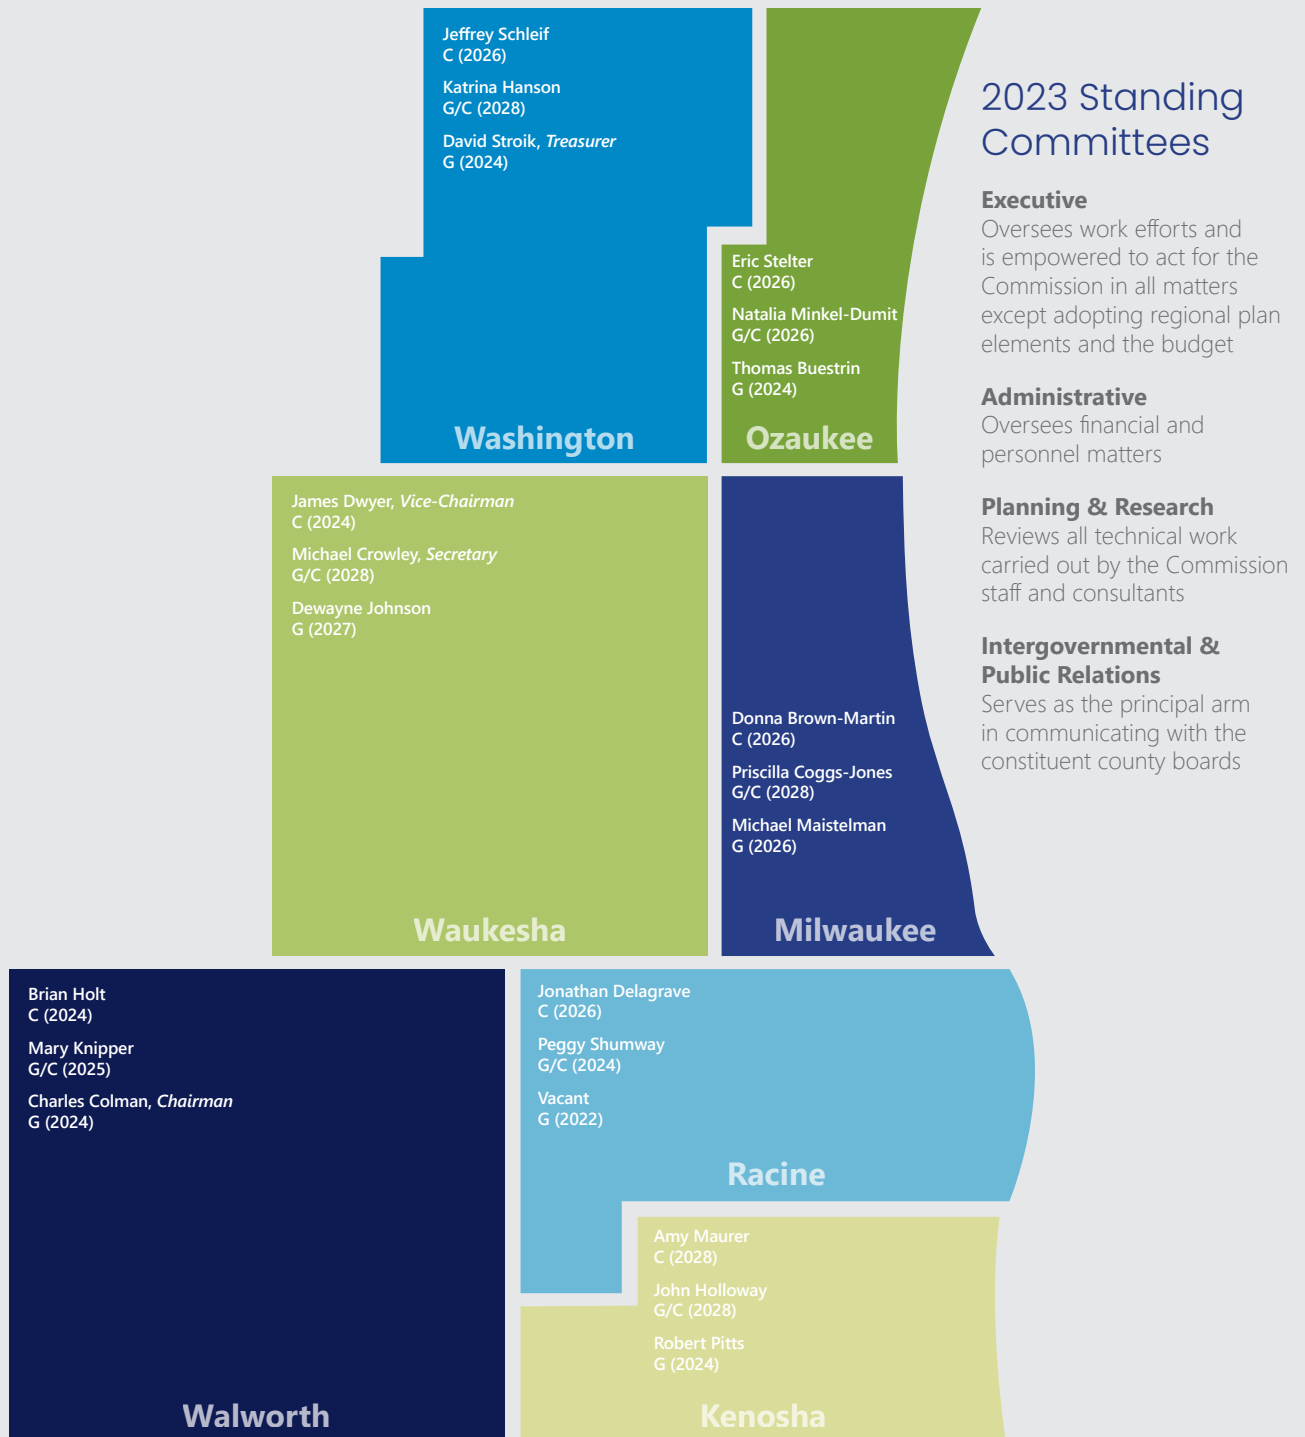 Jeffrey Schleif
C (2026)
Katrina Hanson
G/C (2028)
David Stroik, Treasurer
G (2024)
Washington
Eric Stelter
C (2026)
Natalia Minkel-Dumit
G/C (2026)
Thomas Buestrin
G (2024)
Ozaukee
James Dwyer, Vice-Chairman
C (2024)
Michael Crowley, Secretary
G/C (2028)
Dewayne Johnson
G (2027)
Waukesha
Donna Brown-Martin
C (2026)
Priscilla Coggs-Jones
G/C (2028)
Michael Maistelman
G (2026)
Milwaukee
Brian Holt
C (2024)
Mary Knipper
G/C (2025)
Charles Colman, Chairman
G (2024)
Walworth
Jonathan Delagrave
C (2026)
Peggy Shumway
G/C (2024)
Vacant
G (2022)
Racine
Amy Maurer
C (2028)
John Holloway
G/C (2028)
Robert Pitts
G (2024)
Kenosha
2023 Standing
Committees
Executive
Oversees work efforts and
is empowered to act for the
Commission in all matters
except adopting regional plan
elements and the budget
Administrative
Oversees financial and
personnel matters
Planning & Research
Reviews all technical work
carried out by the Commission
staff and consultants
Intergovernmental &
Public Relations
Serves as the principal arm
in communicating with the
constituent county boards